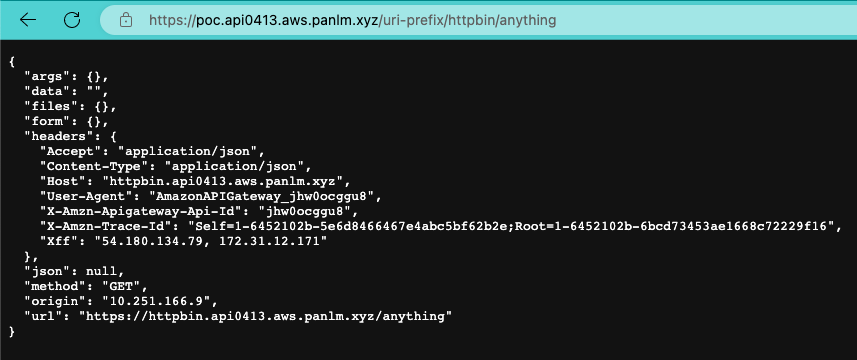 https://poc.api0413.aws.panlm.xyz/uri-prefix/httpbin/anything
{
  "args": {},
  "data": "",
  "files": {},
  "form": {},
  "headers": {
    "Accept": "application/json",
    "Content-Type": "application/json",
    "Host": "httpbin.api0413.aws.panlm.xyz",
    "User-Agent": "AmazonAPIGateway_jhw0ocggu8",
    "X-Amzn-Apigateway-Api-Id": "jhw0ocggu8",
    "X-Amzn-Trace-Id": "Self=1-6452102b-5e6d8466467e4abc5bf62b2e;Root=1-6452102b-6bcd73453ae1668c72229f16",
    "Xff": "54.180.134.79, 172.31.12.171"
  },
  "json": null,
  "method": "GET",
  "origin": "10.251.166.9",
  "url": "https://httpbin.api0413.aws.panlm.xyz/anything"
}